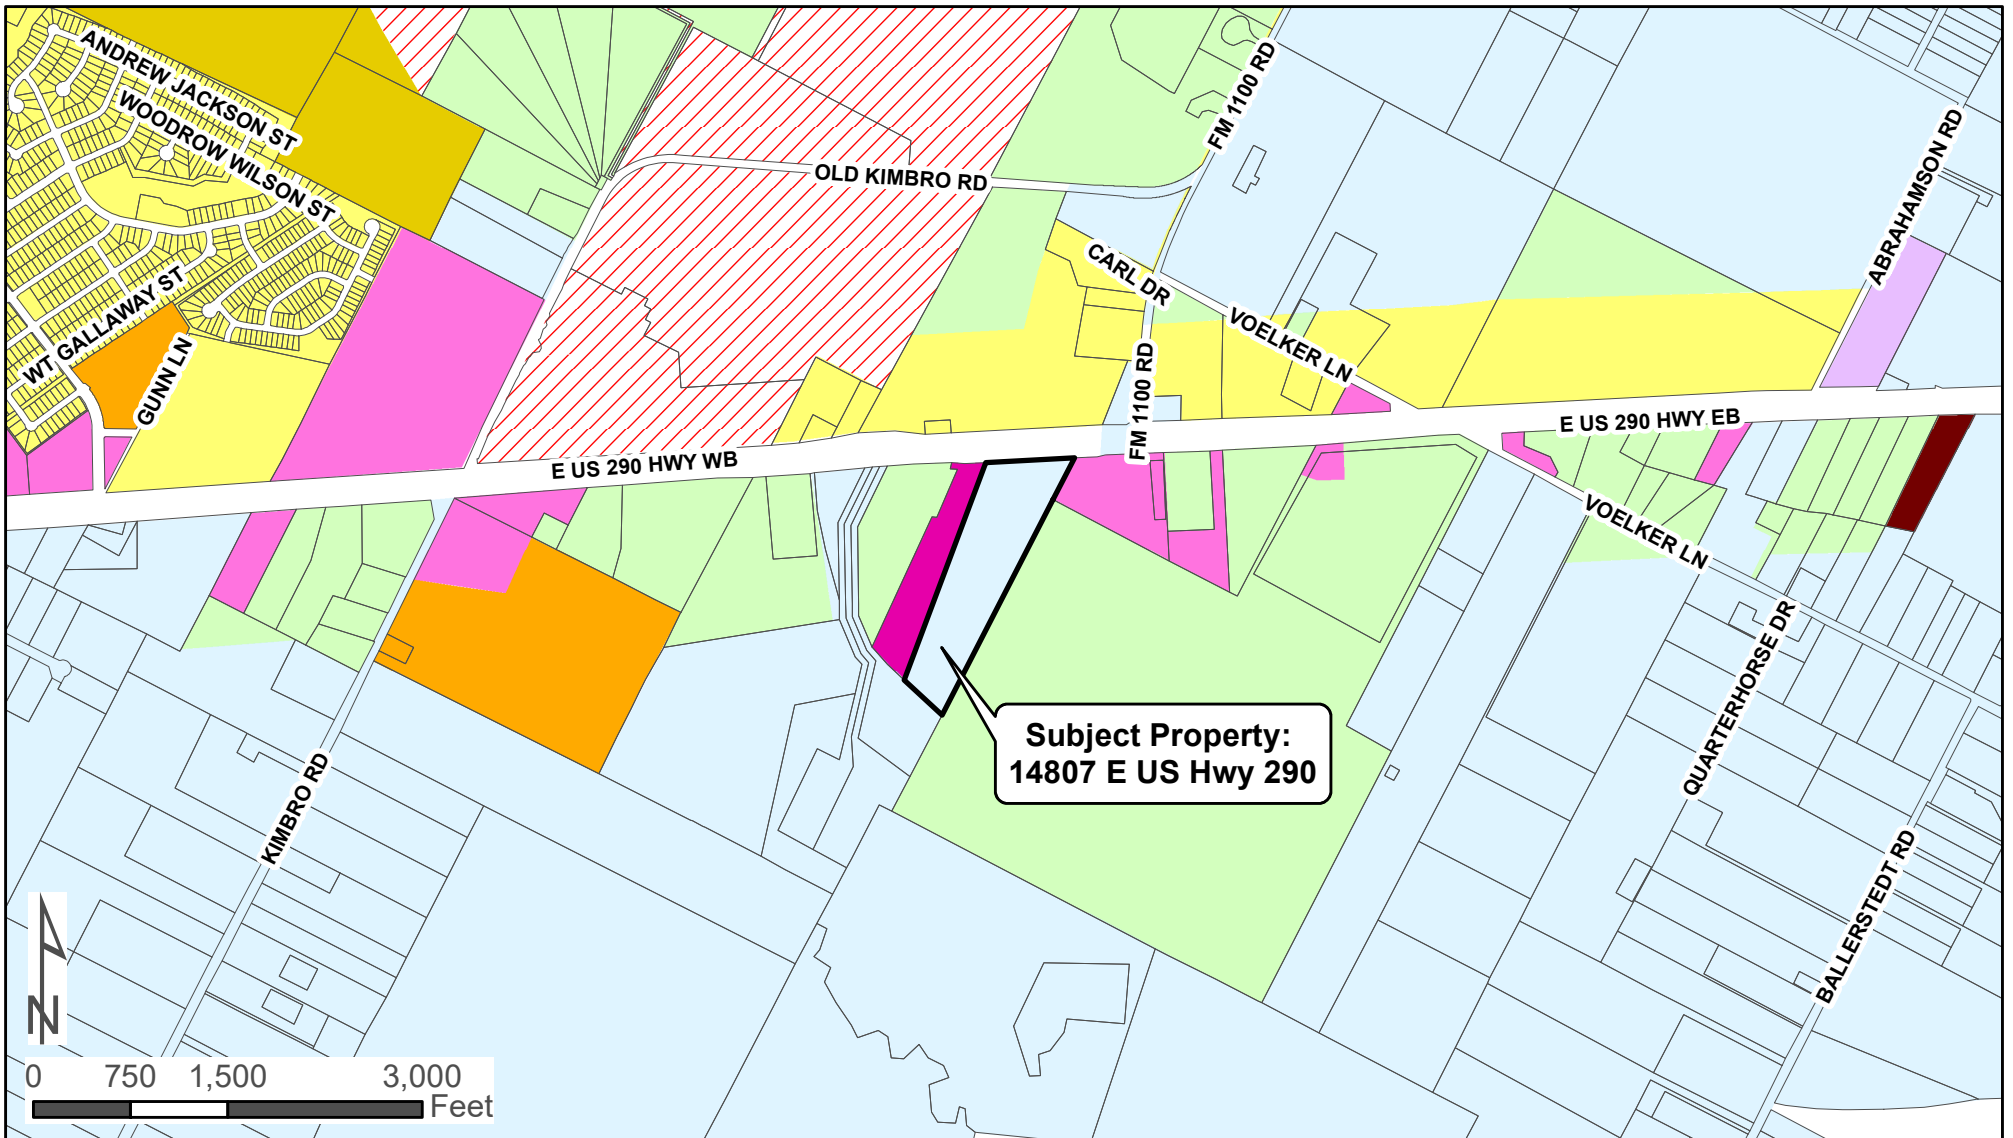 ANDREW JACKSON ST
WOODROW WILSON ST
WT GALLAWAY ST
GUNN LN
OLD KIMBRO RD
FM 1100 RD
CARL DR
VOELKER LN
FM 1100 RD
ABRAHAMSON RD
E US 290 HWY WB
E US 290 HWY EB
VOELKER LN
QUARTERHORSE DR
BALLERSTEDT RD
KIMBRO RD
Subject Property:
14807 E US Hwy 290
N
0 750 1,500 3,000
Feet